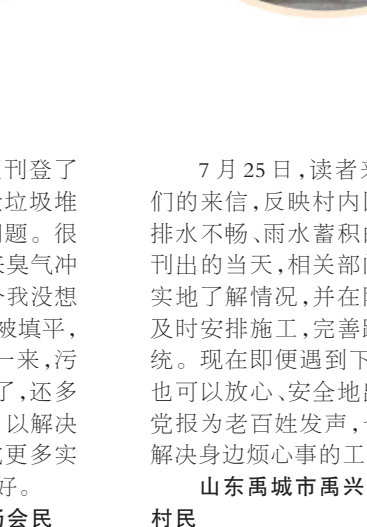 刊登了
垃圾堆
题。很
臭气冲
我没想
被填平，
一来，污
了，还多
以解决
更多实
好。
会民
7月25日，读者来
们的来信，反映村内
排水不畅、雨水蓄积
刊出的当天，相关部
实地了解情况，并在
及时安排施工，完善
统。现在即便遇到下
也可以放心、安全地
党报为老百姓发声，
解决身边烦心事的工
山东禹城市禹兴
村民